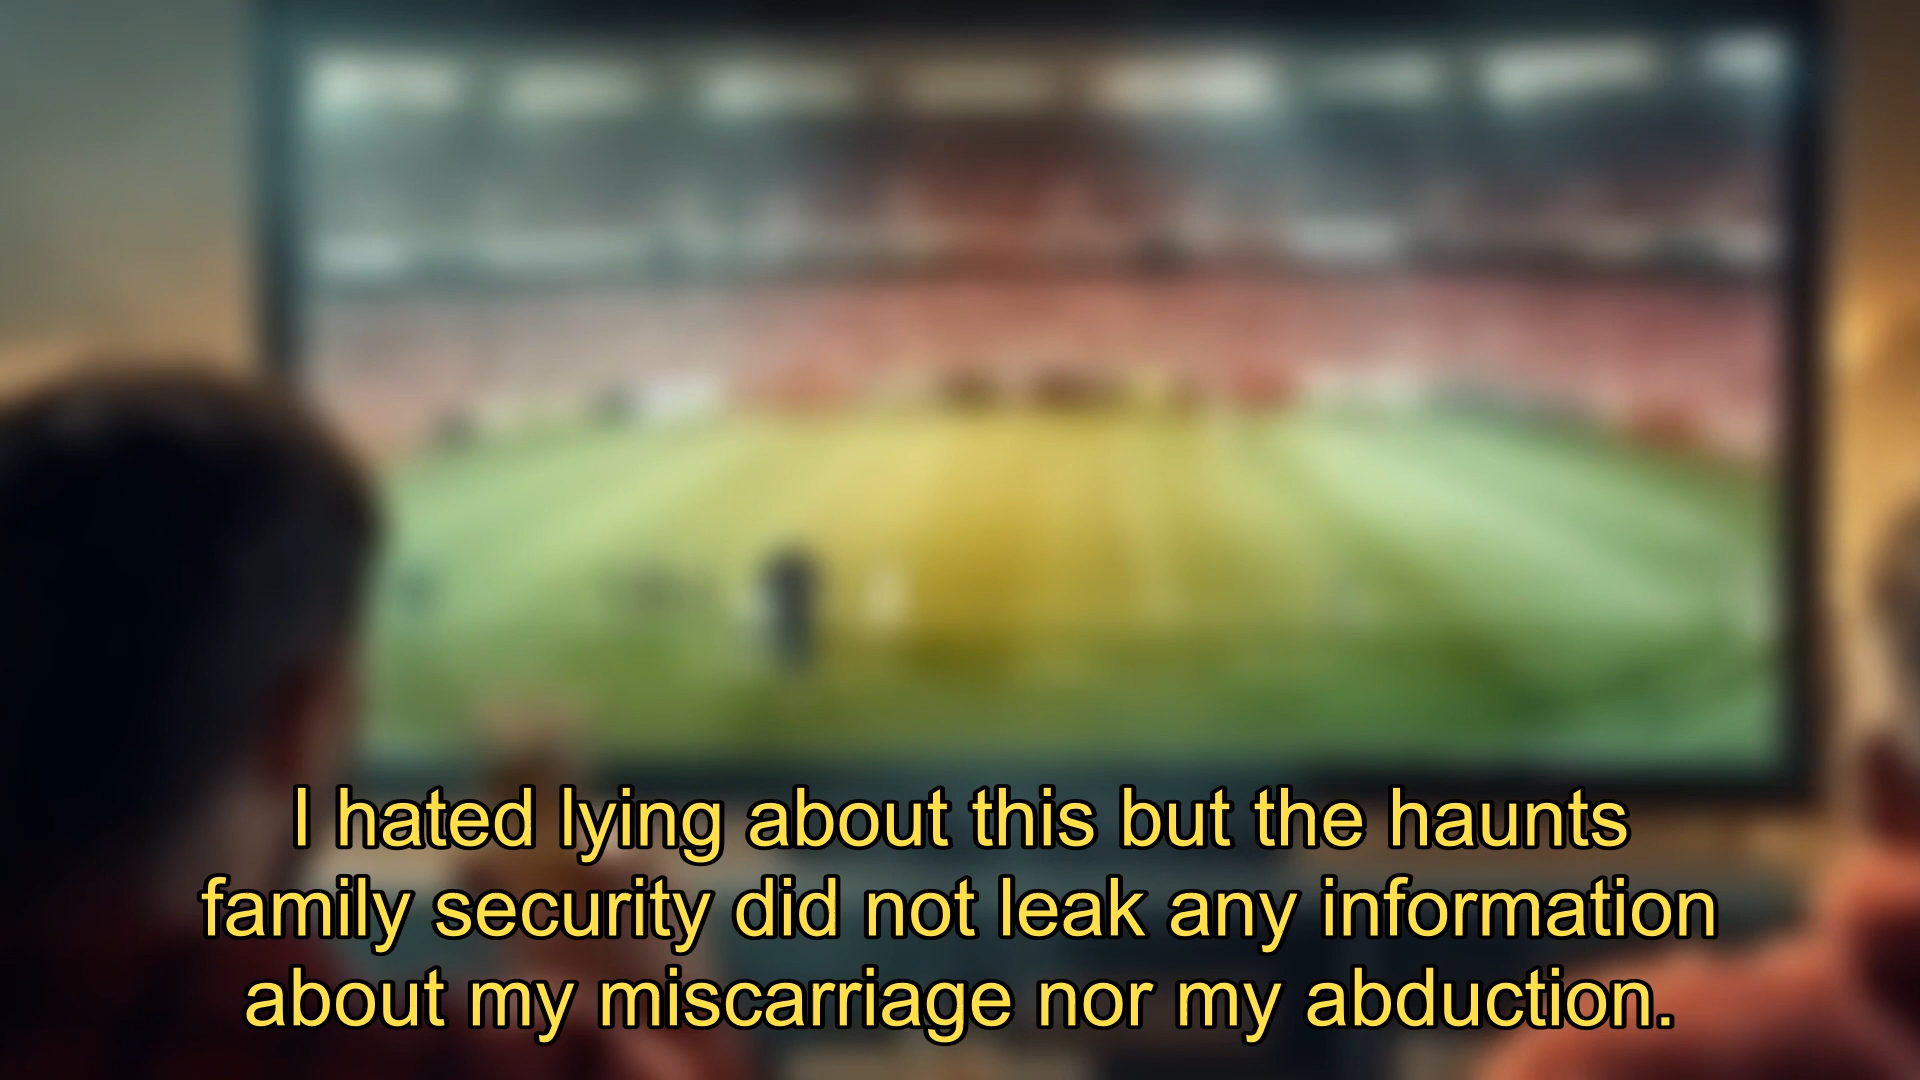 I hated lying about this but the haunts
family security did not leak any information
about my miscarriage nor my abduction.